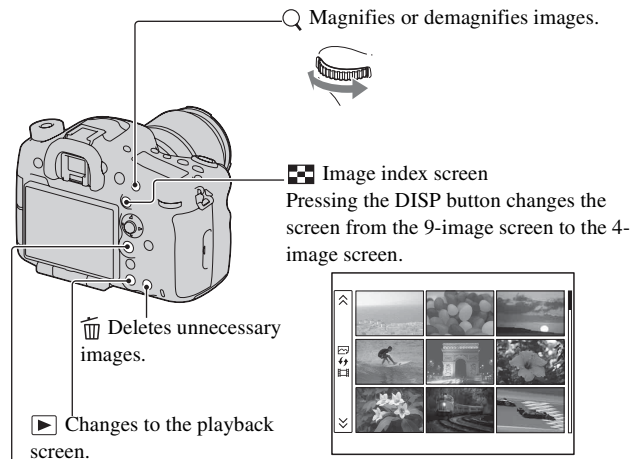 Magnifies or demagnifies images.
Image index screen
Pressing the DISP button changes the
screen from the 9-image screen to the 4-
image screen.
Deletes unnecessary
images.
Changes to the playback
screen.